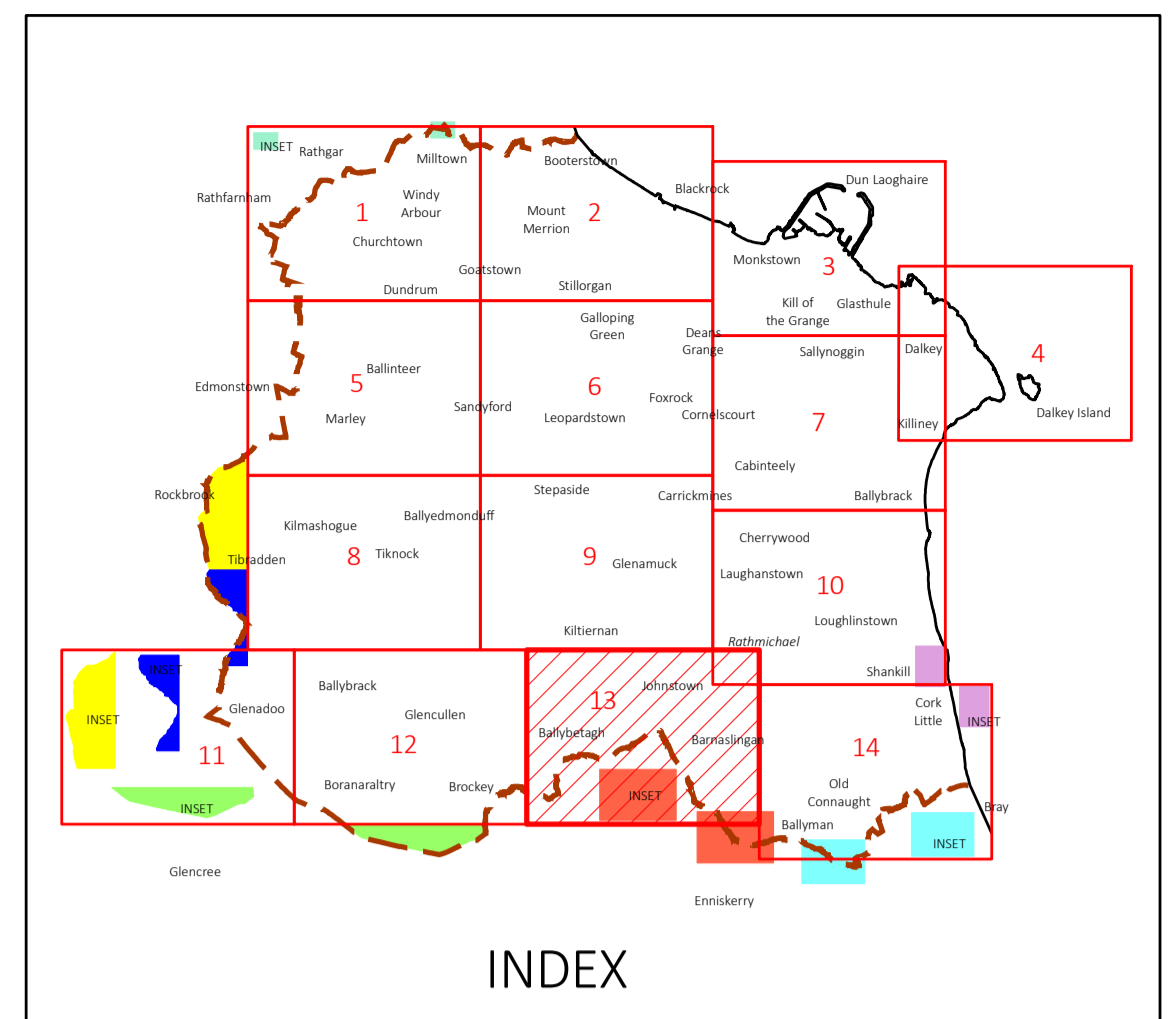 INSET
Rathgar
Milltown
Booterstown
Blackrock
Dun Laoghaire
Rathfarnham
Windy
Arbour
1
Mount
Merrion
2
Churchtown
Goatstown
Dundrum
Stillorgan
Monkstown
3
Kill of
the Grange
Glasthule
Galloping
Green
Deans
Grange
Sallynoggin
Dalkey
4
Dalkey Island
Edmonstown
Ballinteer
5
Marley
Sandyford
6
Leopardstown
Foxrock
Cornelscourt
7
Killiney
Cabinteely
Ballybrack
Rockbrook
Stepaside
Carrickmines
Kilmashogue
Ballyedmonduff
Tibradden
8
Tiknock
9
Glenamuck
Kiltiernan
Cherrywood
Laughanstown
10
Loughlinstown
Rathmichael
Shankill
INSET
INSET
Glenadoo
11
INSET
Ballybrack
Glencullen
12
Boranaraltry
Brockey
Johnstown
13
Ballybetagh
Barnaslingan
INSET
Cork
Little
INSET
14
Old
Connaught
Bray
Ballyman
INSET
Glencree
Enniskerry
INDEX